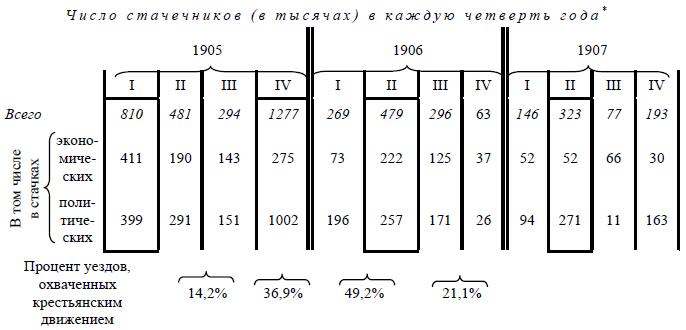 Число стачечников (в тысячах) в каждую четверть года*
1905 1906 1907
I II III IV I II III IV I II III IV
Всего 810 481 294 1277 269 479 296 63 146 323 77 193
В том числе
в стачках
эконо-
мическе-
ских 411 190 143 275 73 222 125 37 52 52 66 30
поли-
тиче-
ских 399 291 151 1002 196 257 171 26 94 271 11 163
Процент уездов,
охваченных
крестьянским
движением
14,2% 36,9% 49,2% 21,1%